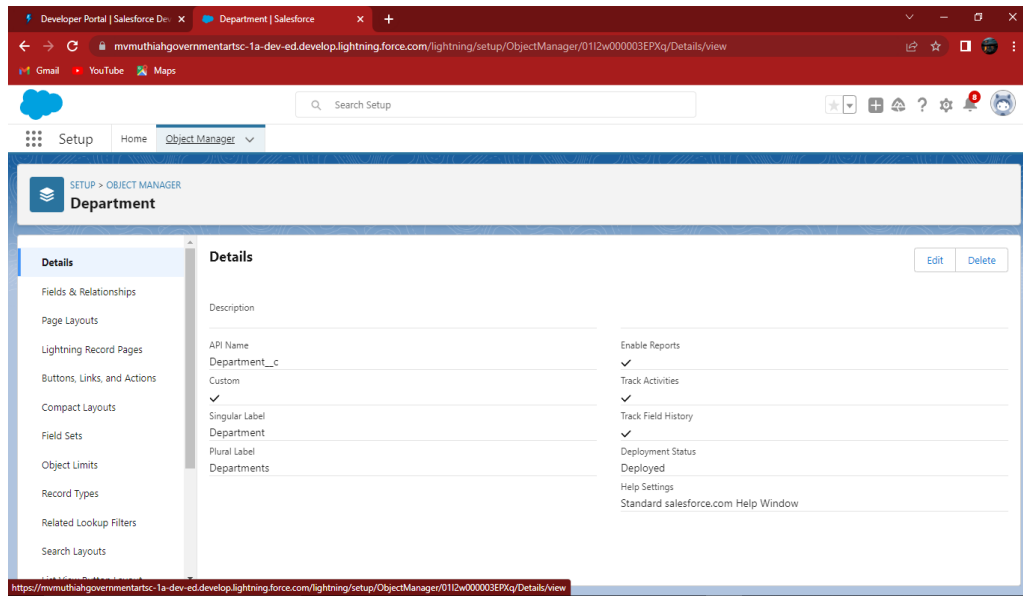 Developer Portal | Salesforce Dev
Department | Salesforce
mvmuthiahgovernmentartsc-1a-dev-ed.develop.lightning.force.com/lightning/setup/ObjectManager/01I2w000003EPXq/Details/view
Gmail YouTube Maps
Search Setup
8
Setup Home Object Manager
SETUP > OBJECT MANAGER
Department
Details
Fields & Relationships
Page Layouts
Lightning Record Pages
Buttons, Links, and Actions
Compact Layouts
Field Sets
Object Limits
Record Types
Related Lookup Filters
Search Layouts
List View Button Layout
Details
Edit Delete
Description
API Name
Department__c
Custom
Singular Label
Department
Plural Label
Departments
Enable Reports
Track Activities
Track Field History
Deployment Status
Deployed
Help Settings
Standard salesforce.com Help Window
https://mvmuthiahgovernmentartsc-1a-dev-ed.develop.lightning.force.com/lightning/setup/ObjectManager/01I2w000003EPXq/Details/view